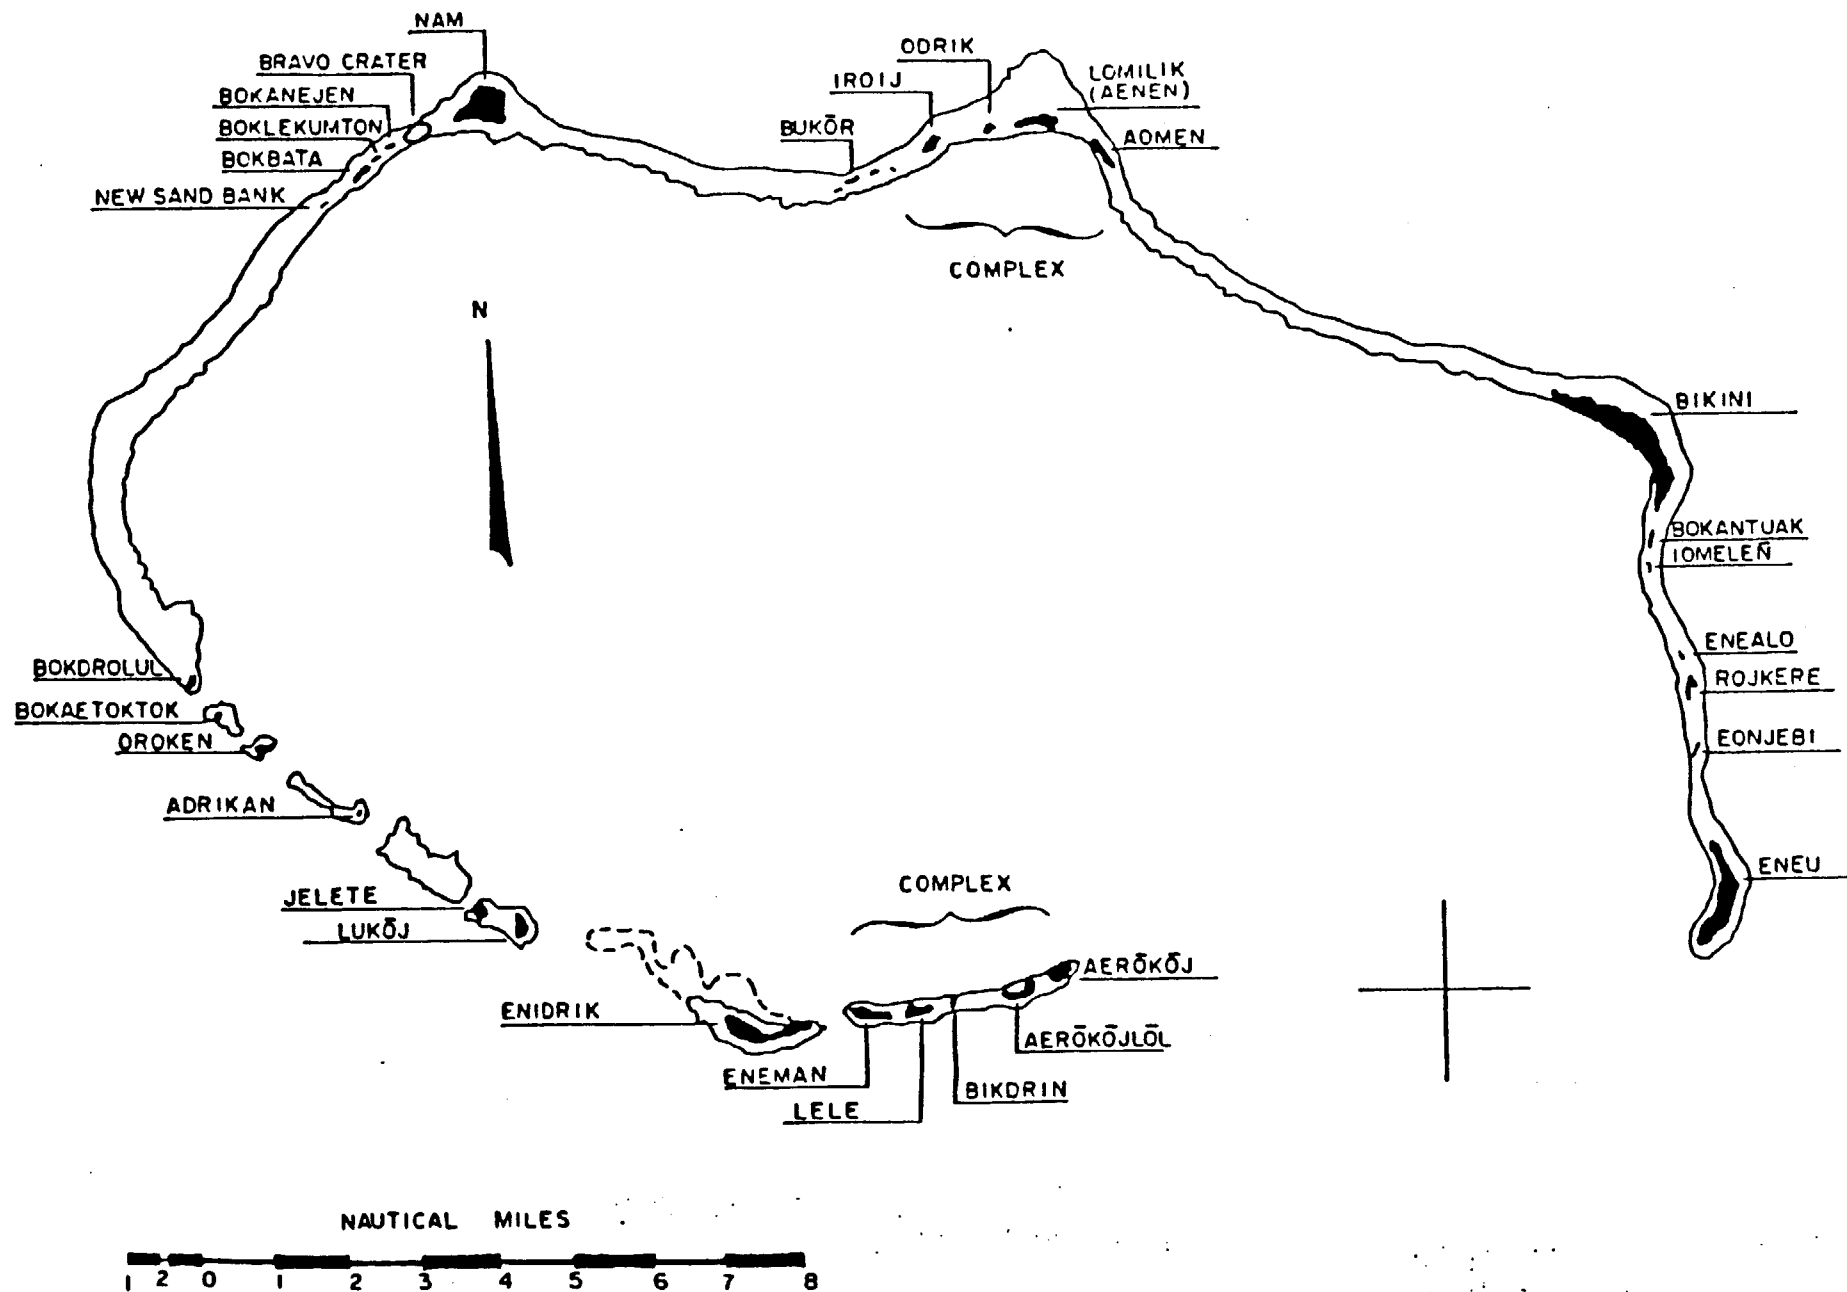 NAM
ODRIK
BRAVO CRATER
LOMILIK
(AENEN)
IROIJ
BOKANEJEN
BOKLEKUMTON
BUKŌR
AOMEN
BOKBATA
NEW SAND BANK
COMPLEX
N
BIKINI
BOKANTUAK
IOMELEN̄
ENEALO
BOKDROLUL
ROJKERE
BOKAETOKTOK
OROKEN
EONJEBI
ADRIKAN
ENEU
COMPLEX
JELETE
LUKŌJ
AERŌKŌJ
ENIDRIK
AERŌKŌJLŌL
ENEMAN
BIKDRIN
LELE
NAUTICAL MILES
1 2 0 1 2 3 4 5 6 7 8